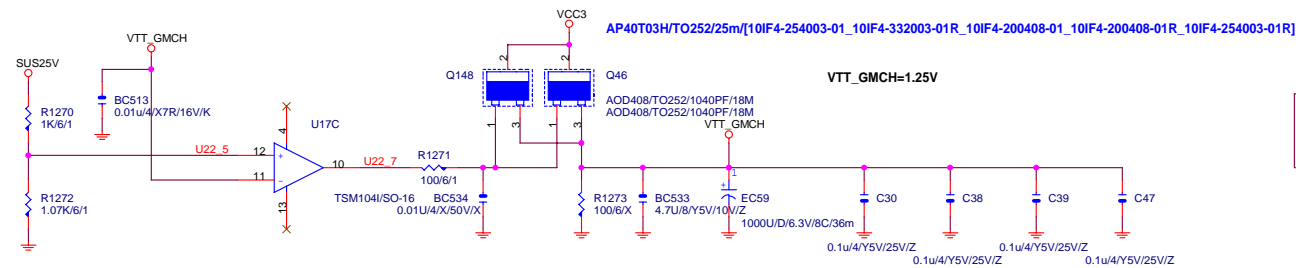 VCC3
AP40T03H/TO252/25m/[10IF4-254003-01_10IF4-332003-01R_10IF4-200408-01_10IF4-200408-01R_10IF4-254003-01R]
VTT_GMCH
SUS25V
2
2
Q148
Q46
VTT_GMCH=1.25V
BC513
0.01u/4/X7R/16V/K
AOD408/TO252/1040PF/18M
AOD408/TO252/1040PF/18M
R1270
1K/6/1
4
U17C
1
3
1
3
VTT_GMCH
U22_5
12
+
10
U22_7
R1271
11
-
100/6/1
1
R1272
1.07K/6/1
13
TSM104I/SO-16
BC534
0.01U/4/X/50V/X
R1273
100/6/X
BC533
4.7U/8/Y5V/10V/Z
+
EC59
1000U/D/6.3V/8C/36m
C30
C38
C39
C47
0.1u/4/Y5V/25V/Z
0.1u/4/Y5V/25V/Z
0.1u/4/Y5V/25V/Z
0.1u/4/Y5V/25V/Z